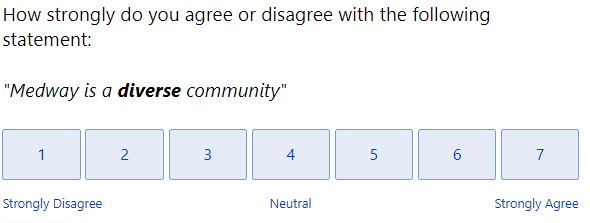 How strongly do you agree or disagree with the following
statement:
"Medway is a diverse community"
1 2 3 4 5 6 7
Strongly Disagree Neutral Strongly Agree